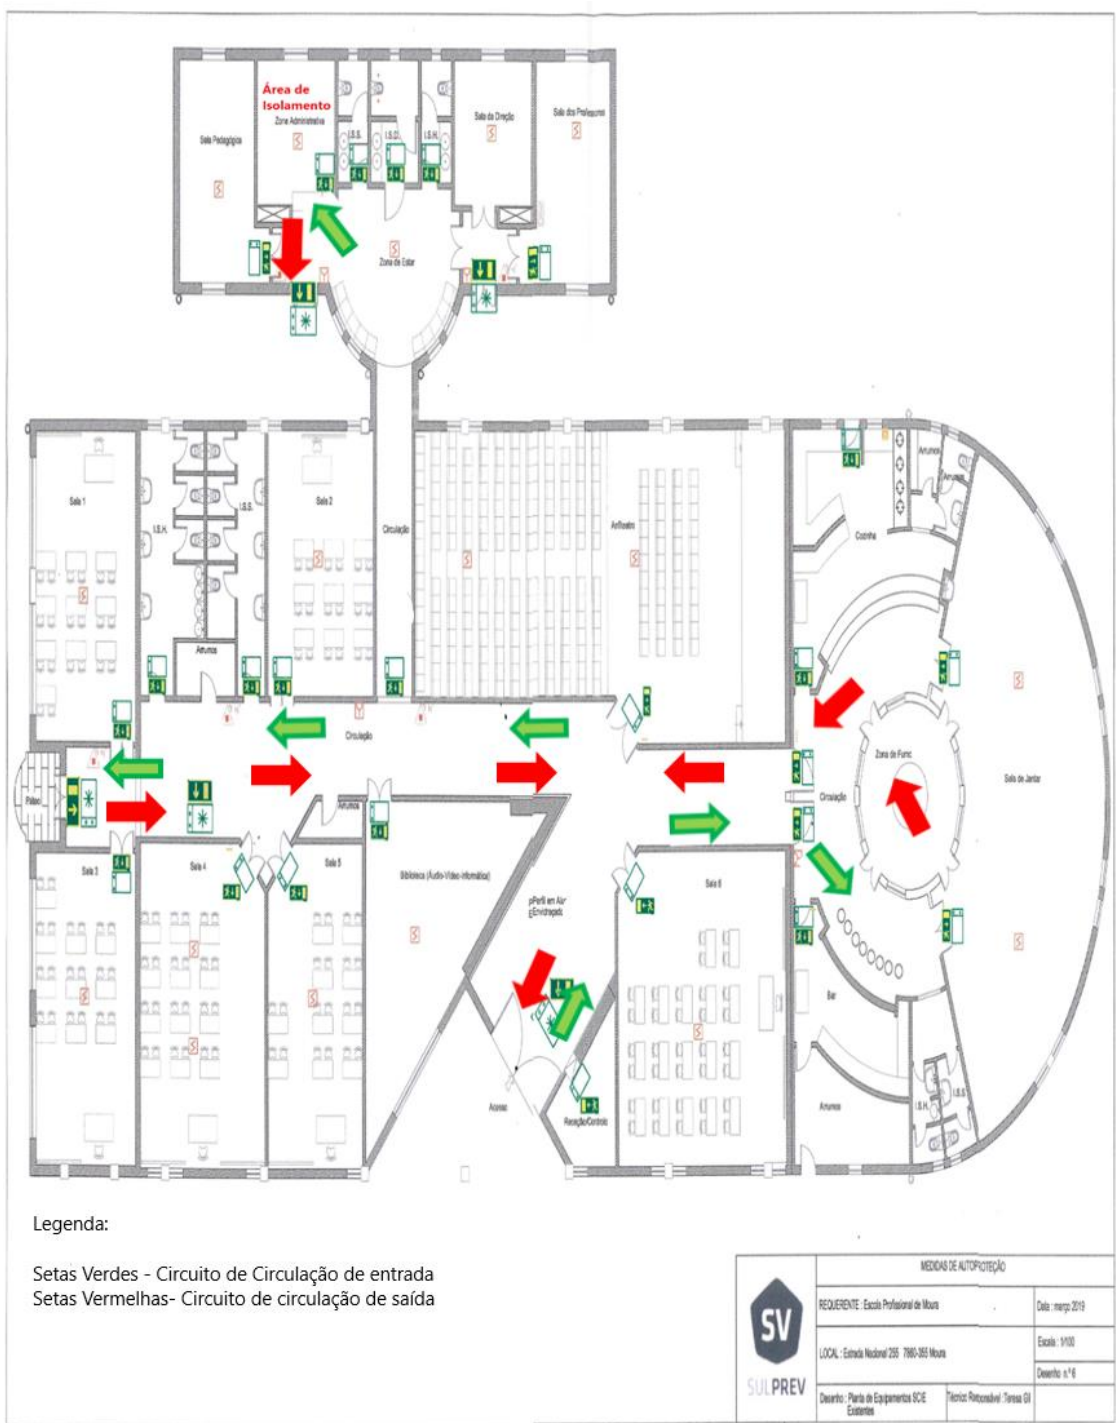 Área de
Isolamento
Zona Administrativa
Sala Pedagógica
I.S.S.
I.S.D.
I.S.H.
Sala da Direção
Sala dos Professores
Zona de Estar
Sala 1
I.S.H.
I.S.S.
Sala 2
Circulação
Anfiteatro
Arrumos
Arrumos
Cozinha
Arrumos
Circulação
Zona de Fumo
Sala de Jantar
Circulação
Arrumos
Sala 3
Sala 4
Sala 5
Biblioteca (Áudio-Vídeo-Informática)
Envidraçado
Sala 6
Bar
Acesso
Receção/Controlo
Arrumos
I.S.H.
I.S.S.
Legenda:
Setas Verdes - Circuito de Circulação de entrada
Setas Vermelhas- Circuito de circulação de saída
SV
SULPREV
MEDIDAS DE AUTOPROTEÇÃO
REQUERENTE : Escola Profissional de Moura
Data : março 2019
LOCAL : Estrada Nacional 255 7860-355 Moura
Escala : 1/100
Desenho n.º 6
Desenho : Planta de Equipamentos SCIE
Existentes
Técnico Responsável :Teresa Gil